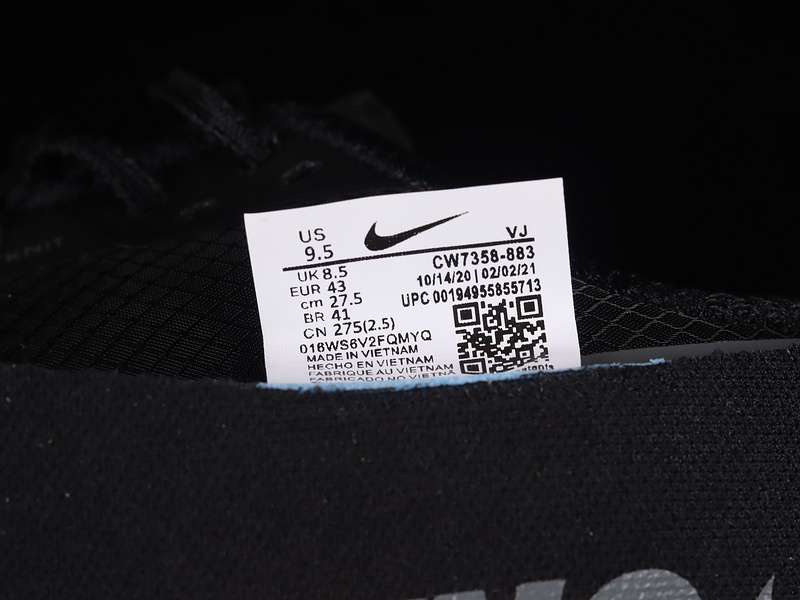 US
9.5
VJ
UK 8.5
EUR 43
cm 27.5
BR 41
CN 275(2.5)
016WS6V2FQMYQ
MADE IN VIETNAM
HECHO EN VIETNAM
FABRIQUE AU VIETNAM
FABRICADO NO VIETNÃ
CW7358-883
10/14/20 | 02/02/21
UPC 00194955855713